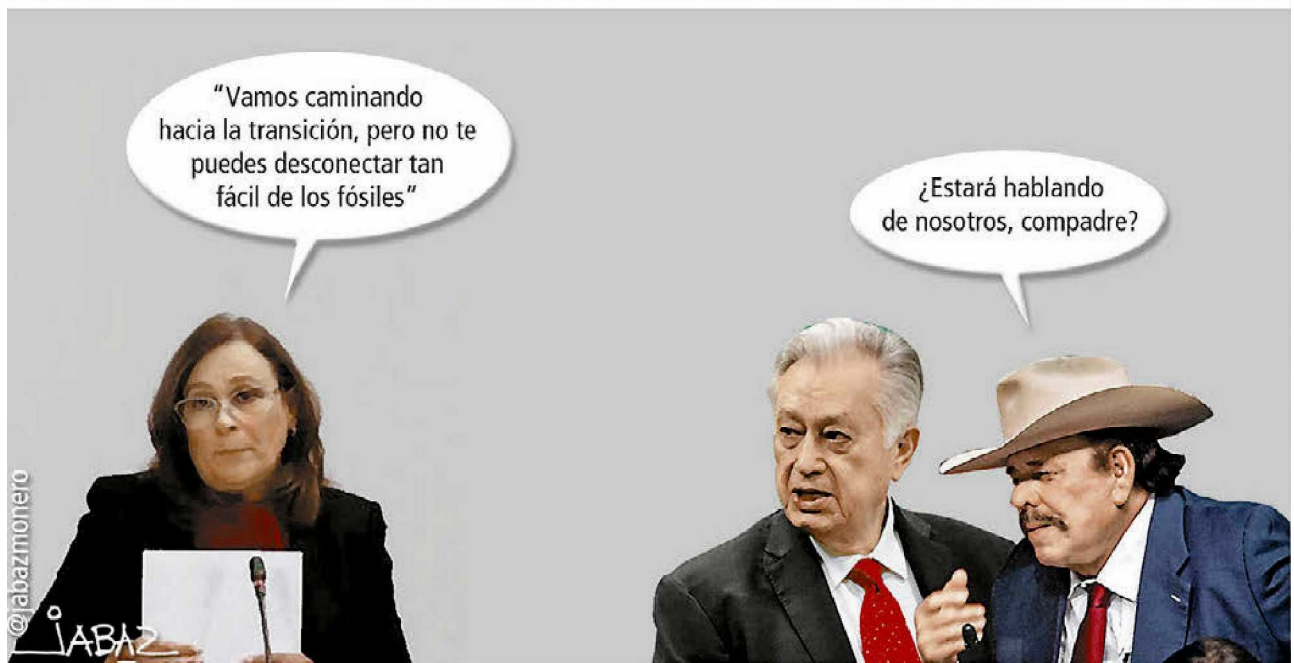 “Vamos caminando
hacia la transición, pero no te
puedes desconectar tan
fácil de los fósiles”
¿Estará hablando
de nosotros, compadre?
@jabazmonero
JABAZ